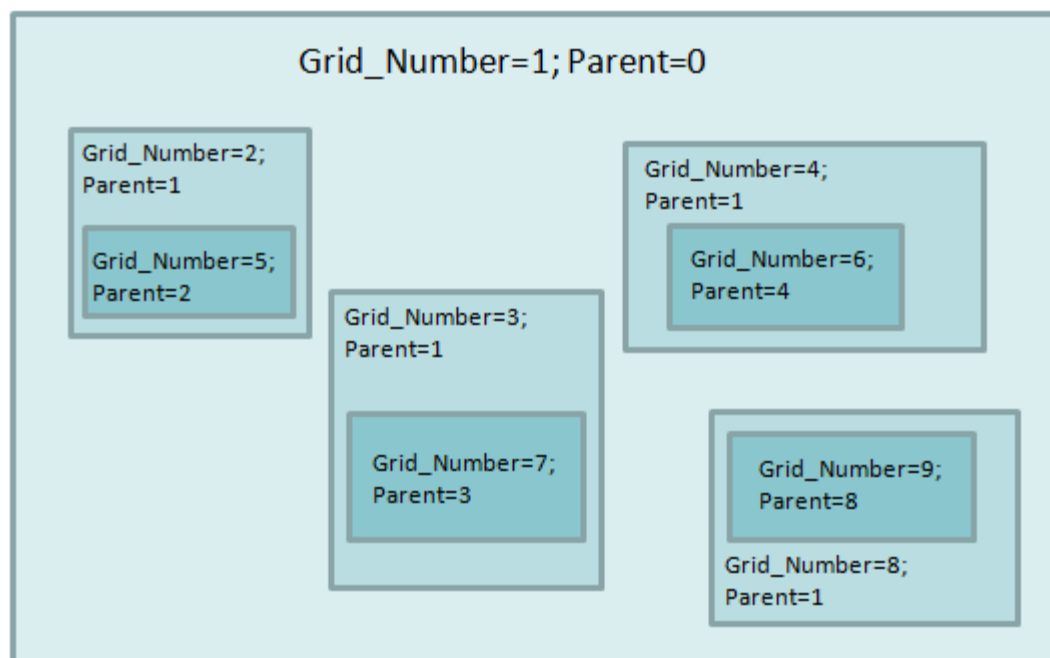 Grid_Number=1; Parent=0
Grid_Number=2;
Parent=1
Grid_Number=5;
Parent=2
Grid_Number=3;
Parent=1
Grid_Number=7;
Parent=3
Grid_Number=4;
Parent=1
Grid_Number=6;
Parent=4
Grid_Number=9;
Parent=8
Grid_Number=8;
Parent=1